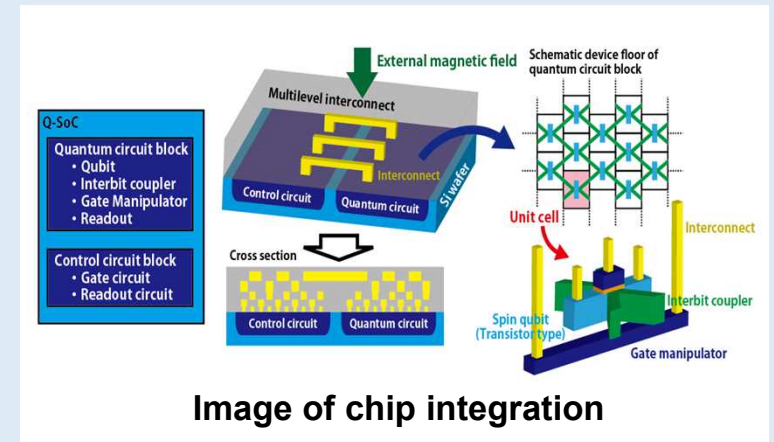 Q-SoC
Quantum circuit block
• Qubit
• Interbit coupler
• Gate Manipulator
• Readout
Control circuit block
• Gate circuit
• Readout circuit
External magnetic field
Multilevel interconnect
Interconnect
Si wafer
Control circuit
Quantum circuit
Cross section
Control circuit
Quantum circuit
Schematic device floor of
quantum circuit block
Unit cell
Interconnect
Interbit coupler
Spin qubit
(Transistor type)
Gate manipulator
Image of chip integration